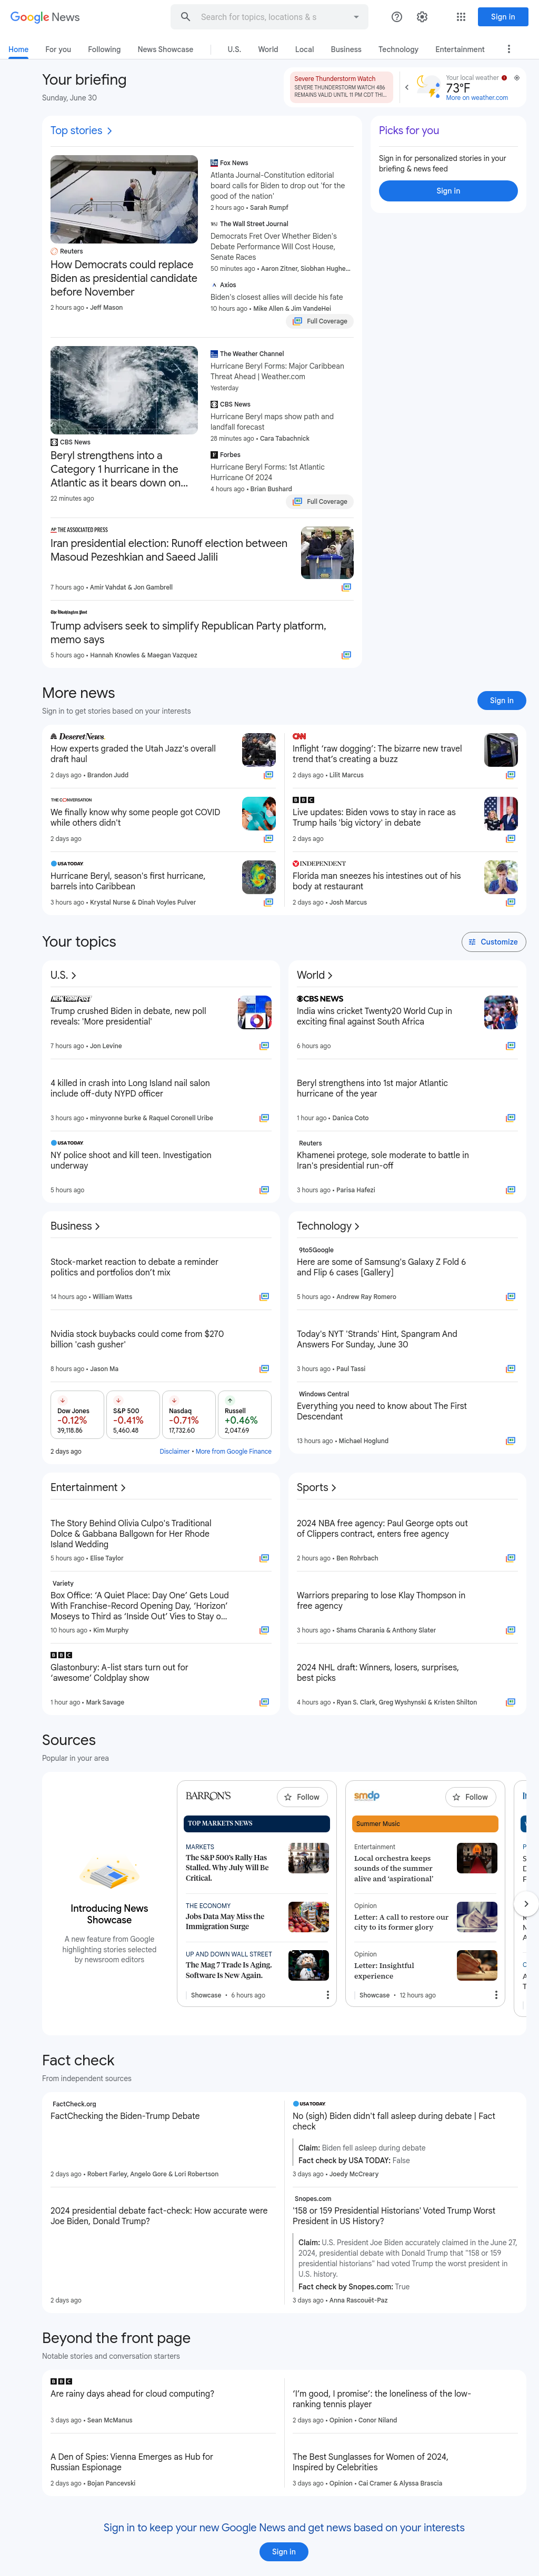 Google News
Search for topics, locations & s
Sign in
Home
For you
Following
News Showcase
U.S.
World
Local
Business
Technology
Entertainment
Your briefing
Sunday, June 30
Severe Thunderstorm Watch
SEVERE THUNDERSTORM WATCH 486
REMAINS VALID UNTIL 11 PM CDT THI...
Your local weather
73°F
More on weather.com
Top stories
Reuters
How Democrats could replace
Biden as presidential candidate
before November
2 hours ago • Jeff Mason
Fox News
Atlanta Journal-Constitution editorial
board calls for Biden to drop out 'for the
good of the nation'
2 hours ago • Sarah Rumpf
The Wall Street Journal
Democrats Fret Over Whether Biden's
Debate Performance Will Cost House,
Senate Races
50 minutes ago • Aaron Zitner, Siobhan Hughe...
Axios
Biden's closest allies will decide his fate
10 hours ago • Mike Allen & Jim VandeHei
Full Coverage
CBS News
Beryl strengthens into a
Category 1 hurricane in the
Atlantic as it bears down on...
22 minutes ago
The Weather Channel
Hurricane Beryl Forms: Major Caribbean
Threat Ahead | Weather.com
Yesterday
CBS News
Hurricane Beryl maps show path and
landfall forecast
28 minutes ago • Cara Tabachnick
Forbes
Hurricane Beryl Forms: 1st Atlantic
Hurricane Of 2024
4 hours ago • Brian Bushard
Full Coverage
AP THE ASSOCIATED PRESS
Iran presidential election: Runoff election between
Masoud Pezeshkian and Saeed Jalili
7 hours ago • Amir Vahdat & Jon Gambrell
The Washington Post
Trump advisers seek to simplify Republican Party platform,
memo says
5 hours ago • Hannah Knowles & Maegan Vazquez
Picks for you
Sign in for personalized stories in your
briefing & news feed
Sign in
More news
Sign in to get stories based on your interests
Sign in
Deseret News
How experts graded the Utah Jazz's overall
draft haul
2 days ago • Brandon Judd
THE CONVERSATION
We finally know why some people got COVID
while others didn't
2 days ago
USA TODAY
Hurricane Beryl, season's first hurricane,
barrels into Caribbean
3 hours ago • Krystal Nurse & Dinah Voyles Pulver
CNN
Inflight 'raw dogging': The bizarre new travel
trend that's creating a buzz
2 days ago • Lilit Marcus
BBC
Live updates: Biden vows to stay in race as
Trump hails 'big victory' in debate
2 days ago
INDEPENDENT
Florida man sneezes his intestines out of his
body at restaurant
2 days ago • Josh Marcus
Your topics
Customize
U.S.
NEW YORK POST
Trump crushed Biden in debate, new poll
reveals: 'More presidential'
7 hours ago • Jon Levine
4 killed in crash into Long Island nail salon
include off-duty NYPD officer
3 hours ago • minyvonne burke & Raquel Coronell Uribe
USA TODAY
NY police shoot and kill teen. Investigation
underway
5 hours ago
World
CBS NEWS
India wins cricket Twenty20 World Cup in
exciting final against South Africa
6 hours ago
Beryl strengthens into 1st major Atlantic
hurricane of the year
1 hour ago • Danica Coto
Reuters
Khamenei protege, sole moderate to battle in
Iran's presidential run-off
3 hours ago • Parisa Hafezi
Business
Stock-market reaction to debate a reminder
politics and portfolios don't mix
14 hours ago • William Watts
Nvidia stock buybacks could come from $270
billion 'cash gusher'
8 hours ago • Jason Ma
Dow Jones
-0.12%
39,118.86
S&P 500
-0.41%
5,460.48
Nasdaq
-0.71%
17,732.60
Russell
+0.46%
2,047.69
2 days ago
Disclaimer • More from Google Finance
Technology
9to5Google
Here are some of Samsung's Galaxy Z Fold 6
and Flip 6 cases [Gallery]
5 hours ago • Andrew Ray Romero
Today's NYT 'Strands' Hint, Spangram And
Answers For Sunday, June 30
3 hours ago • Paul Tassi
Windows Central
Everything you need to know about The First
Descendant
13 hours ago • Michael Hoglund
Entertainment
The Story Behind Olivia Culpo's Traditional
Dolce & Gabbana Ballgown for Her Rhode
Island Wedding
5 hours ago • Elise Taylor
Variety
Box Office: 'A Quiet Place: Day One' Gets Loud
With Franchise-Record Opening Day, 'Horizon'
Moseys to Third as 'Inside Out' Vies to Stay o...
10 hours ago • Kim Murphy
BBC
Glastonbury: A-list stars turn out for
'awesome' Coldplay show
1 hour ago • Mark Savage
Sports
2024 NBA free agency: Paul George opts out
of Clippers contract, enters free agency
2 hours ago • Ben Rohrbach
Warriors preparing to lose Klay Thompson in
free agency
3 hours ago • Shams Charania & Anthony Slater
2024 NHL draft: Winners, losers, surprises,
best picks
4 hours ago • Ryan S. Clark, Greg Wyshynski & Kristen Shilton
Sources
Popular in your area
Introducing News
Showcase
A new feature from Google
highlighting stories selected
by newsroom editors
BARRON'S
Follow
TOP MARKETS NEWS
MARKETS
The S&P 500's Rally Has
Stalled. Why July Will Be
Critical.
THE ECONOMY
Jobs Data May Miss the
Immigration Surge
UP AND DOWN WALL STREET
The Mag 7 Trade Is Aging.
Software Is New Again.
Showcase • 6 hours ago
smdp
Follow
Summer Music
Entertainment
Local orchestra keeps
sounds of the summer
alive and 'aspirational'
Opinion
Letter: A call to restore our
city to its former glory
Opinion
Letter: Insightful
experience
Showcase • 12 hours ago
Fact check
From independent sources
FactCheck.org
FactChecking the Biden-Trump Debate
2 days ago • Robert Farley, Angelo Gore & Lori Robertson
2024 presidential debate fact-check: How accurate were
Joe Biden, Donald Trump?
2 days ago
USA TODAY
No (sigh) Biden didn't fall asleep during debate | Fact
check
Claim: Biden fell asleep during debate
Fact check by USA TODAY: False
3 days ago • Joedy McCreary
Snopes.com
'158 or 159 Presidential Historians' Voted Trump Worst
President in US History?
Claim: U.S. President Joe Biden accurately claimed in the June 27,
2024, presidential debate with Donald Trump that "158 or 159
presidential historians" had voted Trump the worst president in
U.S. history.
Fact check by Snopes.com: True
3 days ago • Anna Rascouët-Paz
Beyond the front page
Notable stories and conversation starters
BBC
Are rainy days ahead for cloud computing?
3 days ago • Sean McManus
A Den of Spies: Vienna Emerges as Hub for
Russian Espionage
2 days ago • Bojan Pancevski
'I'm good, I promise': the loneliness of the low-
ranking tennis player
2 days ago • Opinion • Conor Niland
The Best Sunglasses for Women of 2024,
Inspired by Celebrities
3 days ago • Opinion • Cai Cramer & Alyssa Brascia
Sign in to keep your new Google News and get news based on your interests
Sign in